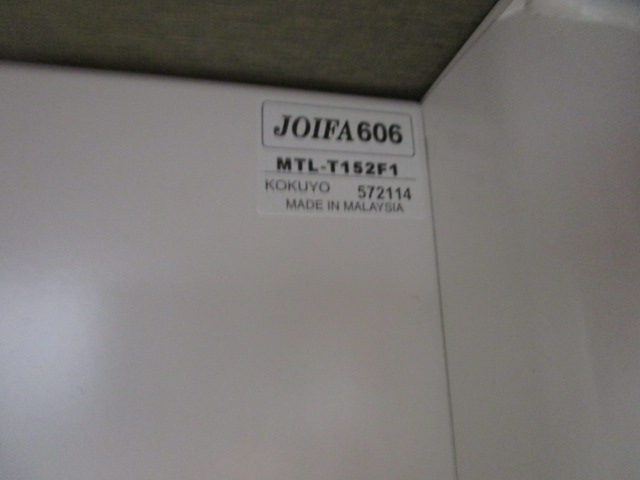 JOIFA606
MTL-T152F1
KOKUYO 572114
MADE IN MALAYSIA